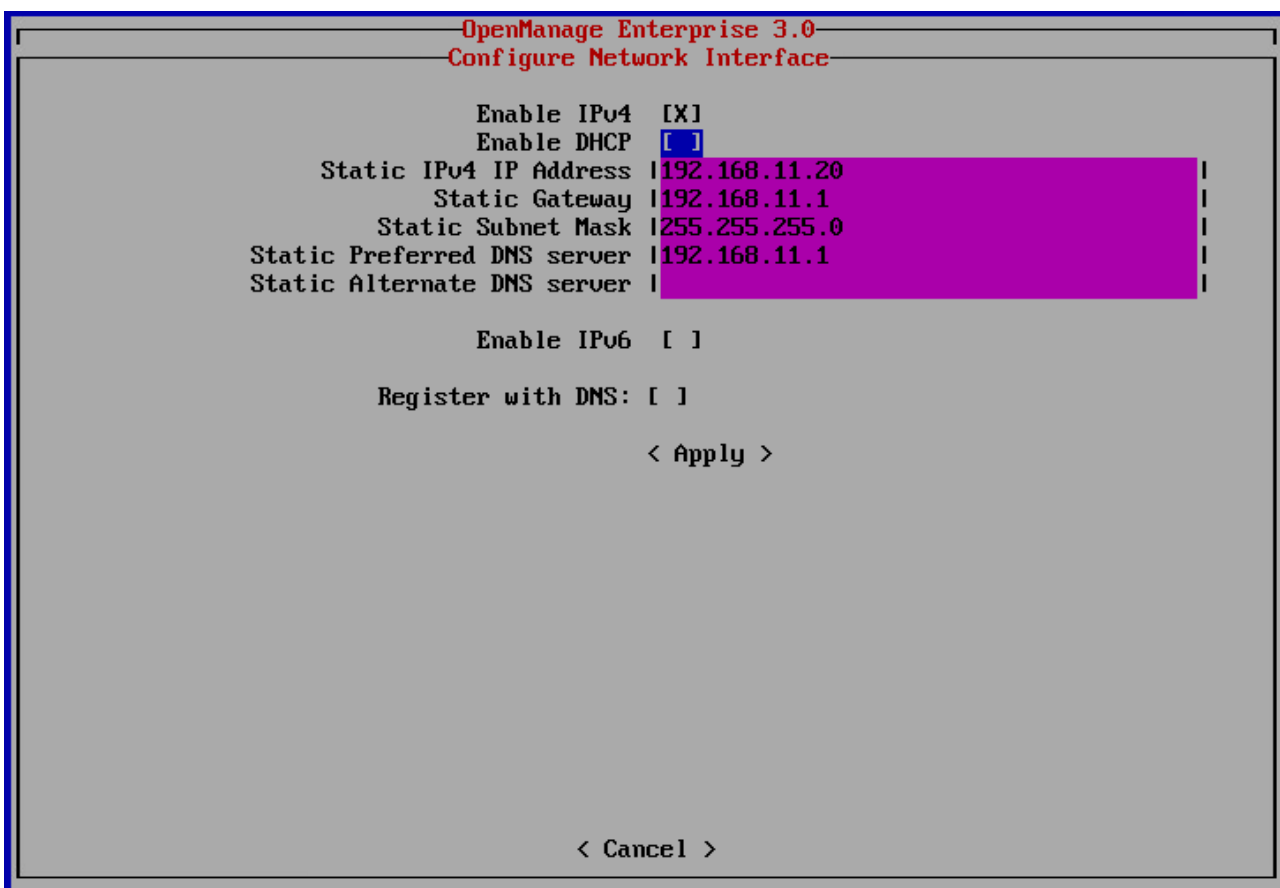 OpenManage Enterprise 3.0
Configure Network Interface
Enable IPv4 [X]
Enable DHCP [ ]
Static IPv4 IP Address |192.168.11.20 |
Static Gateway |192.168.11.1 |
Static Subnet Mask |255.255.255.0 |
Static Preferred DNS server |192.168.11.1 |
Static Alternate DNS server | |
Enable IPv6 [ ]
Register with DNS: [ ]
< Apply >
< Cancel >